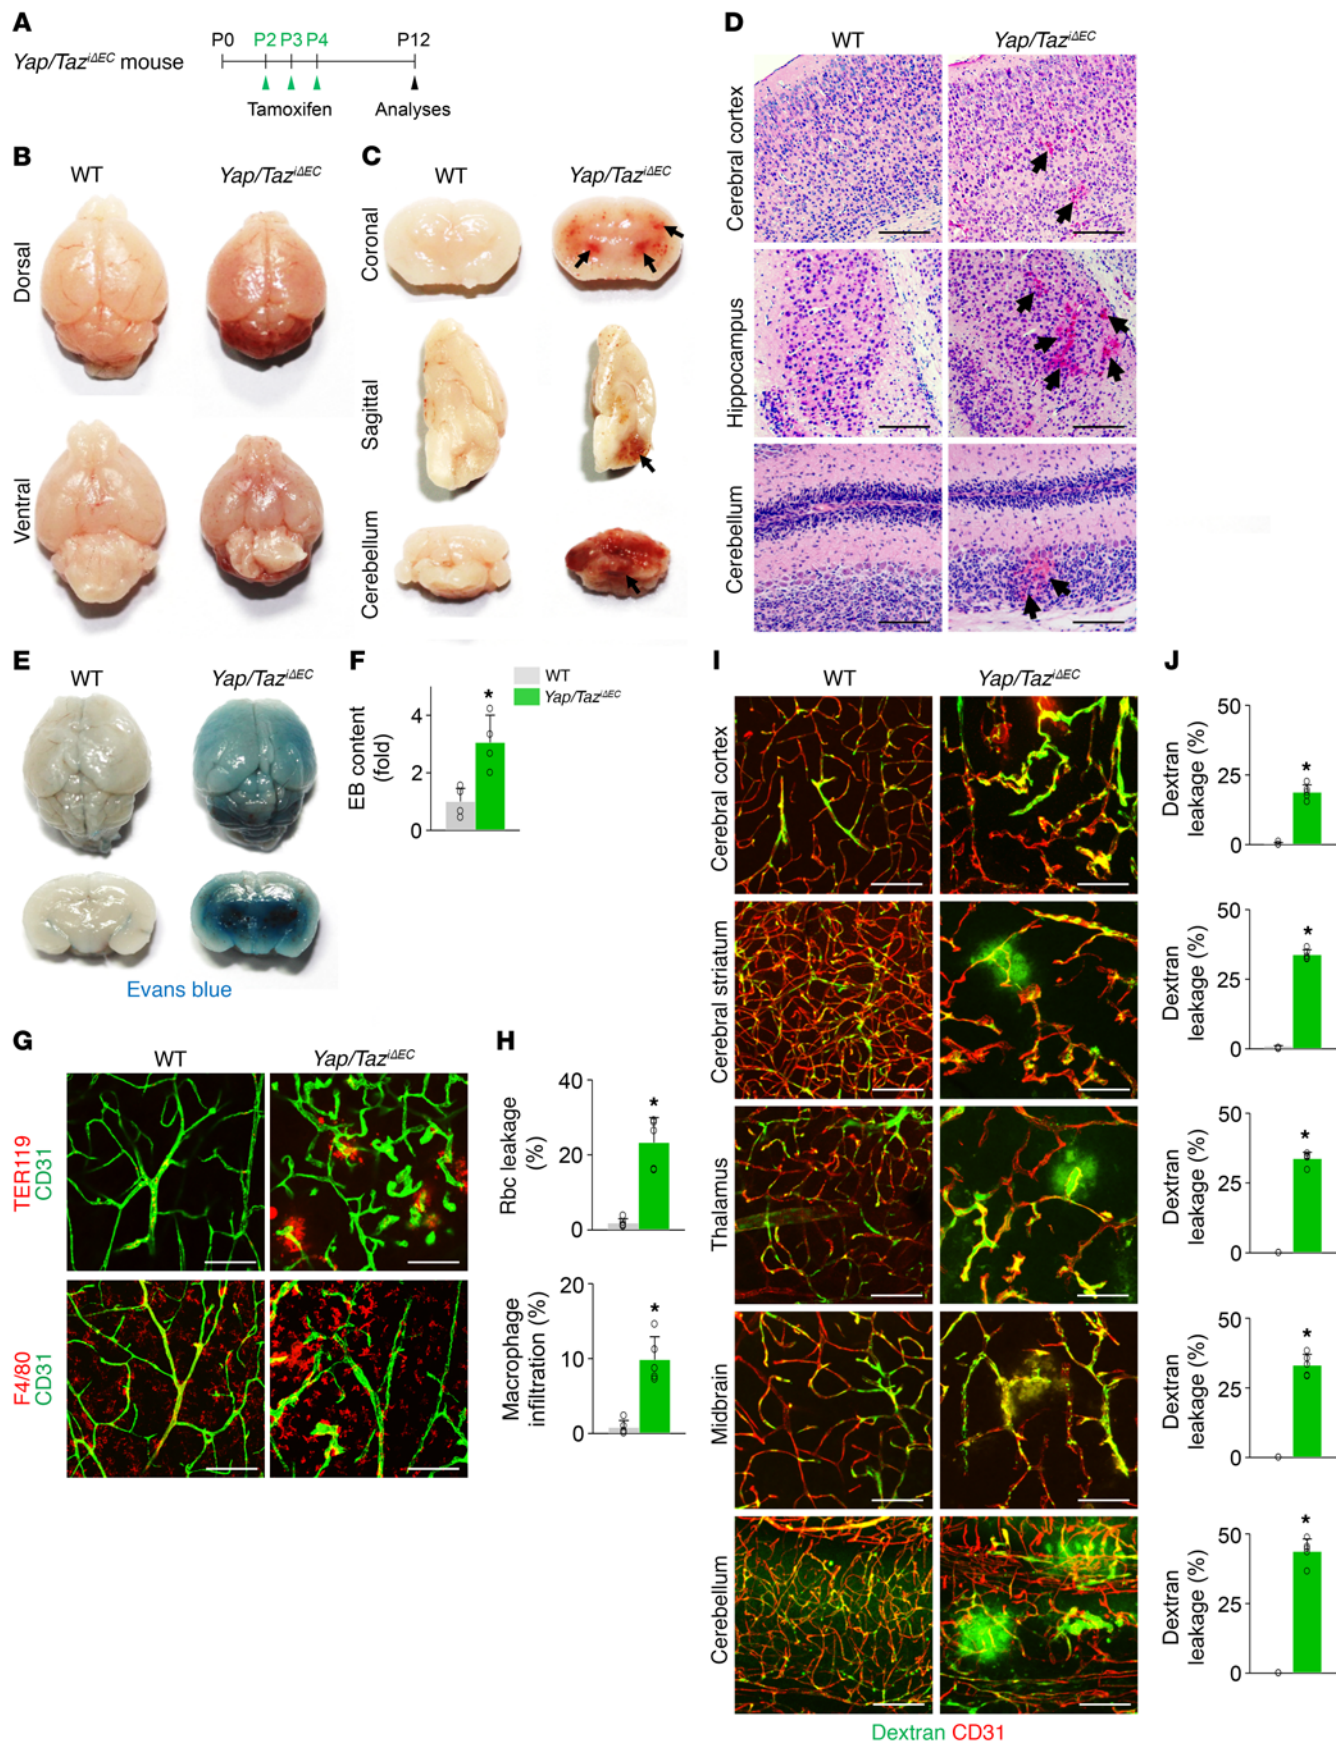 A
P0 P2 P3 P4 P12
Yap/Taz^iΔEC mouse
Tamoxifen Analyses
B
WT Yap/Taz^iΔEC
Dorsal
Ventral
C
WT Yap/Taz^iΔEC
Coronal
Sagittal
Cerebellum
D
WT Yap/Taz^iΔEC
Cerebral cortex
Hippocampus
Cerebellum
E
WT Yap/Taz^iΔEC
Evans blue
F
WT
Yap/Taz^iΔEC
EB content
(fold)
4
*
2
0
G
WT Yap/Taz^iΔEC
TER119
CD31
F4/80
CD31
H
Rbc leakage
(%)
40
*
20
0
Macrophage
infiltration (%)
20
*
10
0
I
WT Yap/Taz^iΔEC
Cerebral cortex
Cerebral striatum
Thalamus
Midbrain
Cerebellum
Dextran CD31
J
Dextran
leakage (%)
50
*
25
0
Dextran
leakage (%)
50
*
25
0
Dextran
leakage (%)
50
*
25
0
Dextran
leakage (%)
50
*
25
0
Dextran
leakage (%)
50
*
25
0